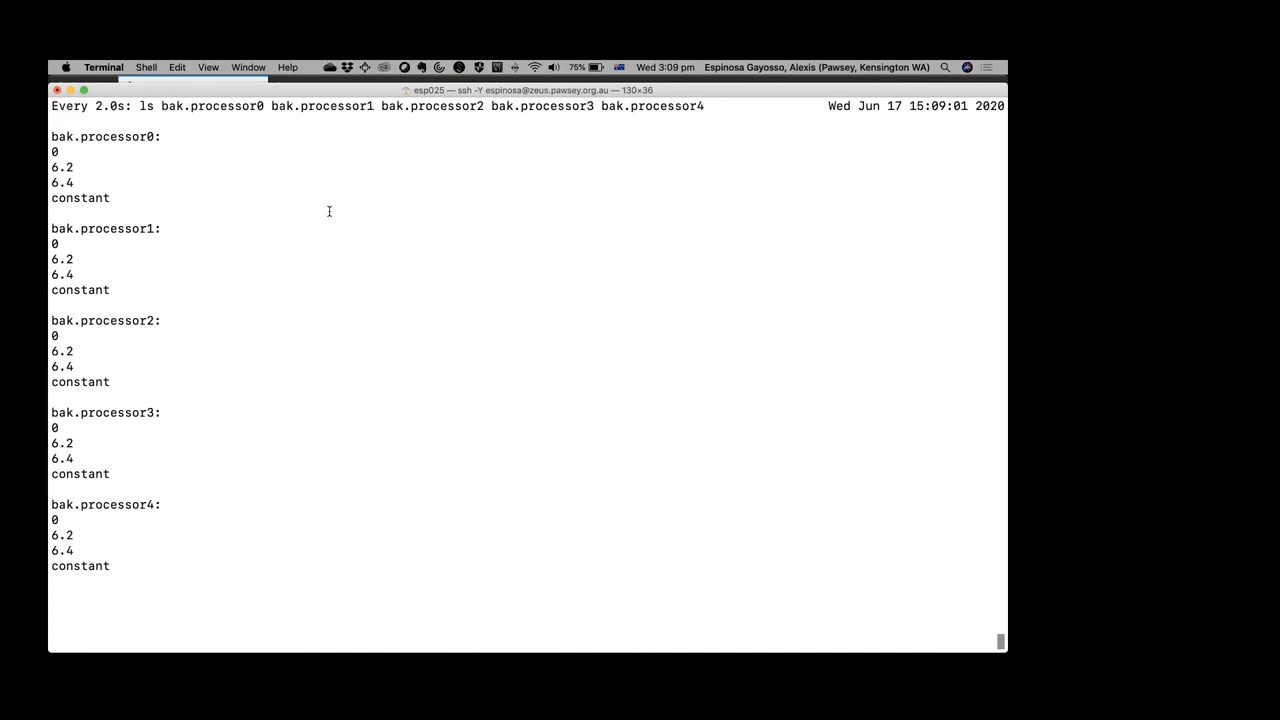 Terminal Shell Edit View Window Help 75% Wed 3:09 pm Espinosa Gayosso, Alexis (Pawsey, Kensington WA)
esp025 — ssh -Y espinosa@zeus.pawsey.org.au — 130×36
Every 2.0s: ls bak.processor0 bak.processor1 bak.processor2 bak.processor3 bak.processor4 Wed Jun 17 15:09:01 2020
bak.processor0:
0
6.2
6.4
constant
bak.processor1:
0
6.2
6.4
constant
bak.processor2:
0
6.2
6.4
constant
bak.processor3:
0
6.2
6.4
constant
bak.processor4:
0
6.2
6.4
constant